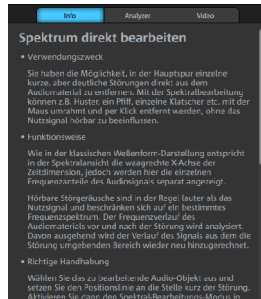 Info Analyzer Video
Spektrum direkt bearbeiten
• Verwendungszweck
Sie haben die Möglichkeit, in der Hauptspur einzelne
kurze, aber deutliche Störungen direkt aus dem
Audiomaterial zu entfernen. Mit der Spektralbearbeitung
können z.B. Huster, ein Pfiff, einzelne Klatscher etc. mit der
Maus umrahmt und per Klick entfernt werden, ohne das
Nutzsignal hörbar zu beeinflussen.
• Funktionsweise
Wie in der klassischen Wellenform-Darstellung entspricht
in der Spektralansicht die waagrechte X-Achse der
Zeitdimension, jedoch werden hier die einzelnen
Frequenzanteile des Audiosignals separat angezeigt.
Hörbare Störgeräusche sind in der Regel lauter als das
Nutzsignal und beschränken sich auf ein bestimmtes
Frequenzspektrum. Der Frequenzverlauf des
Audiomaterials vor und nach der Störung wird analysiert.
Davon ausgehend wird der Verlauf des Signals aus dem die
Störung umgebenden Bereich wieder neu hinzugerechnet.
• Richtige Handhabung
Wählen Sie das zu bearbeitende Audio-Objekt aus und
setzen Sie den Positionslinie an die Stelle kurz der Störung.
Aktivieren Sie dann den Spektral-Bearbeitungs-Modus in